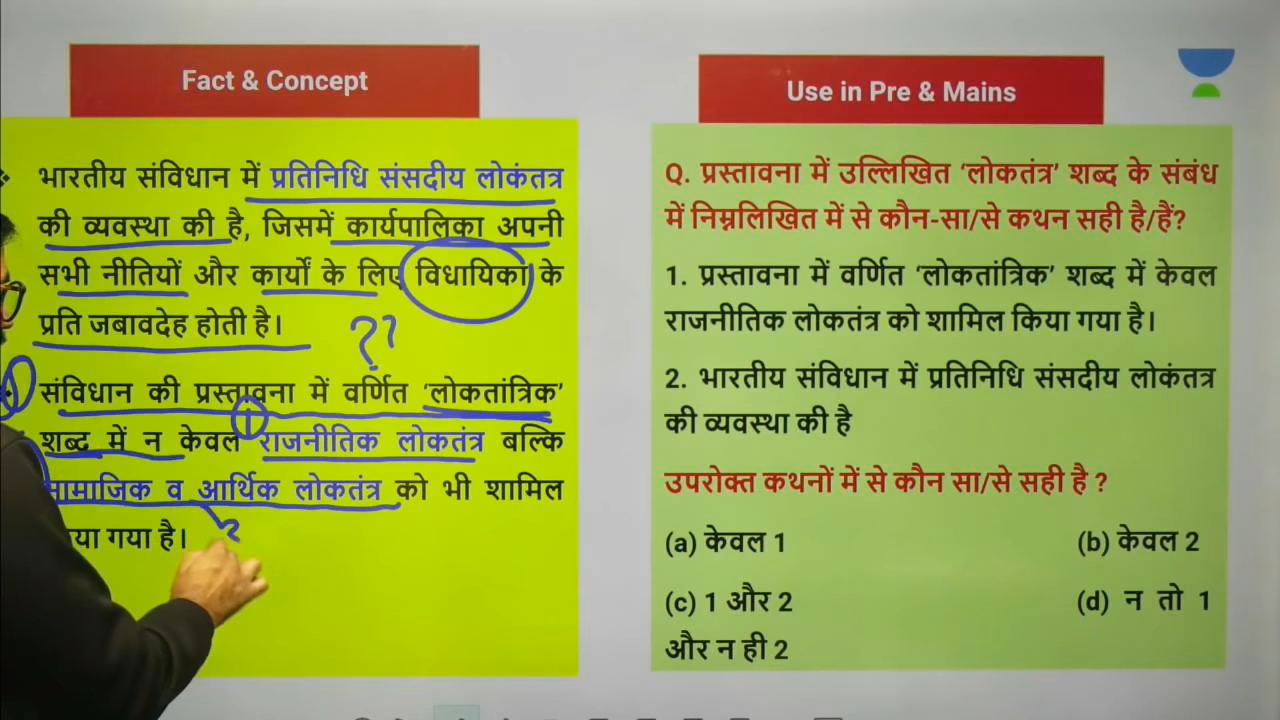 Fact & Concept
भारतीय संविधान में प्रतिनिधि संसदीय लोकंतत्र
की व्यवस्था की है, जिसमें कार्यपालिका अपनी
सभी नीतियों और कार्यों के लिए विधायिका के
प्रति जबावदेह होती है।
??
संविधान की प्रस्तावना में वर्णित ‘लोकतांत्रिक’
शब्द में न केवल राजनीतिक लोकतंत्र बल्कि
सामाजिक व आर्थिक लोकतंत्र को भी शामिल
गया है।
Use in Pre & Mains
Q. प्रस्तावना में उल्लिखित ‘लोकतंत्र’ शब्द के संबंध
में निम्नलिखित में से कौन-सा/से कथन सही है/हैं?
1. प्रस्तावना में वर्णित ‘लोकतांत्रिक’ शब्द में केवल
राजनीतिक लोकतंत्र को शामिल किया गया है।
2. भारतीय संविधान में प्रतिनिधि संसदीय लोकंतत्र
की व्यवस्था की है
उपरोक्त कथनों में से कौन सा/से सही है ?
(a) केवल 1 (b) केवल 2
(c) 1 और 2 (d) न तो 1
और न ही 2